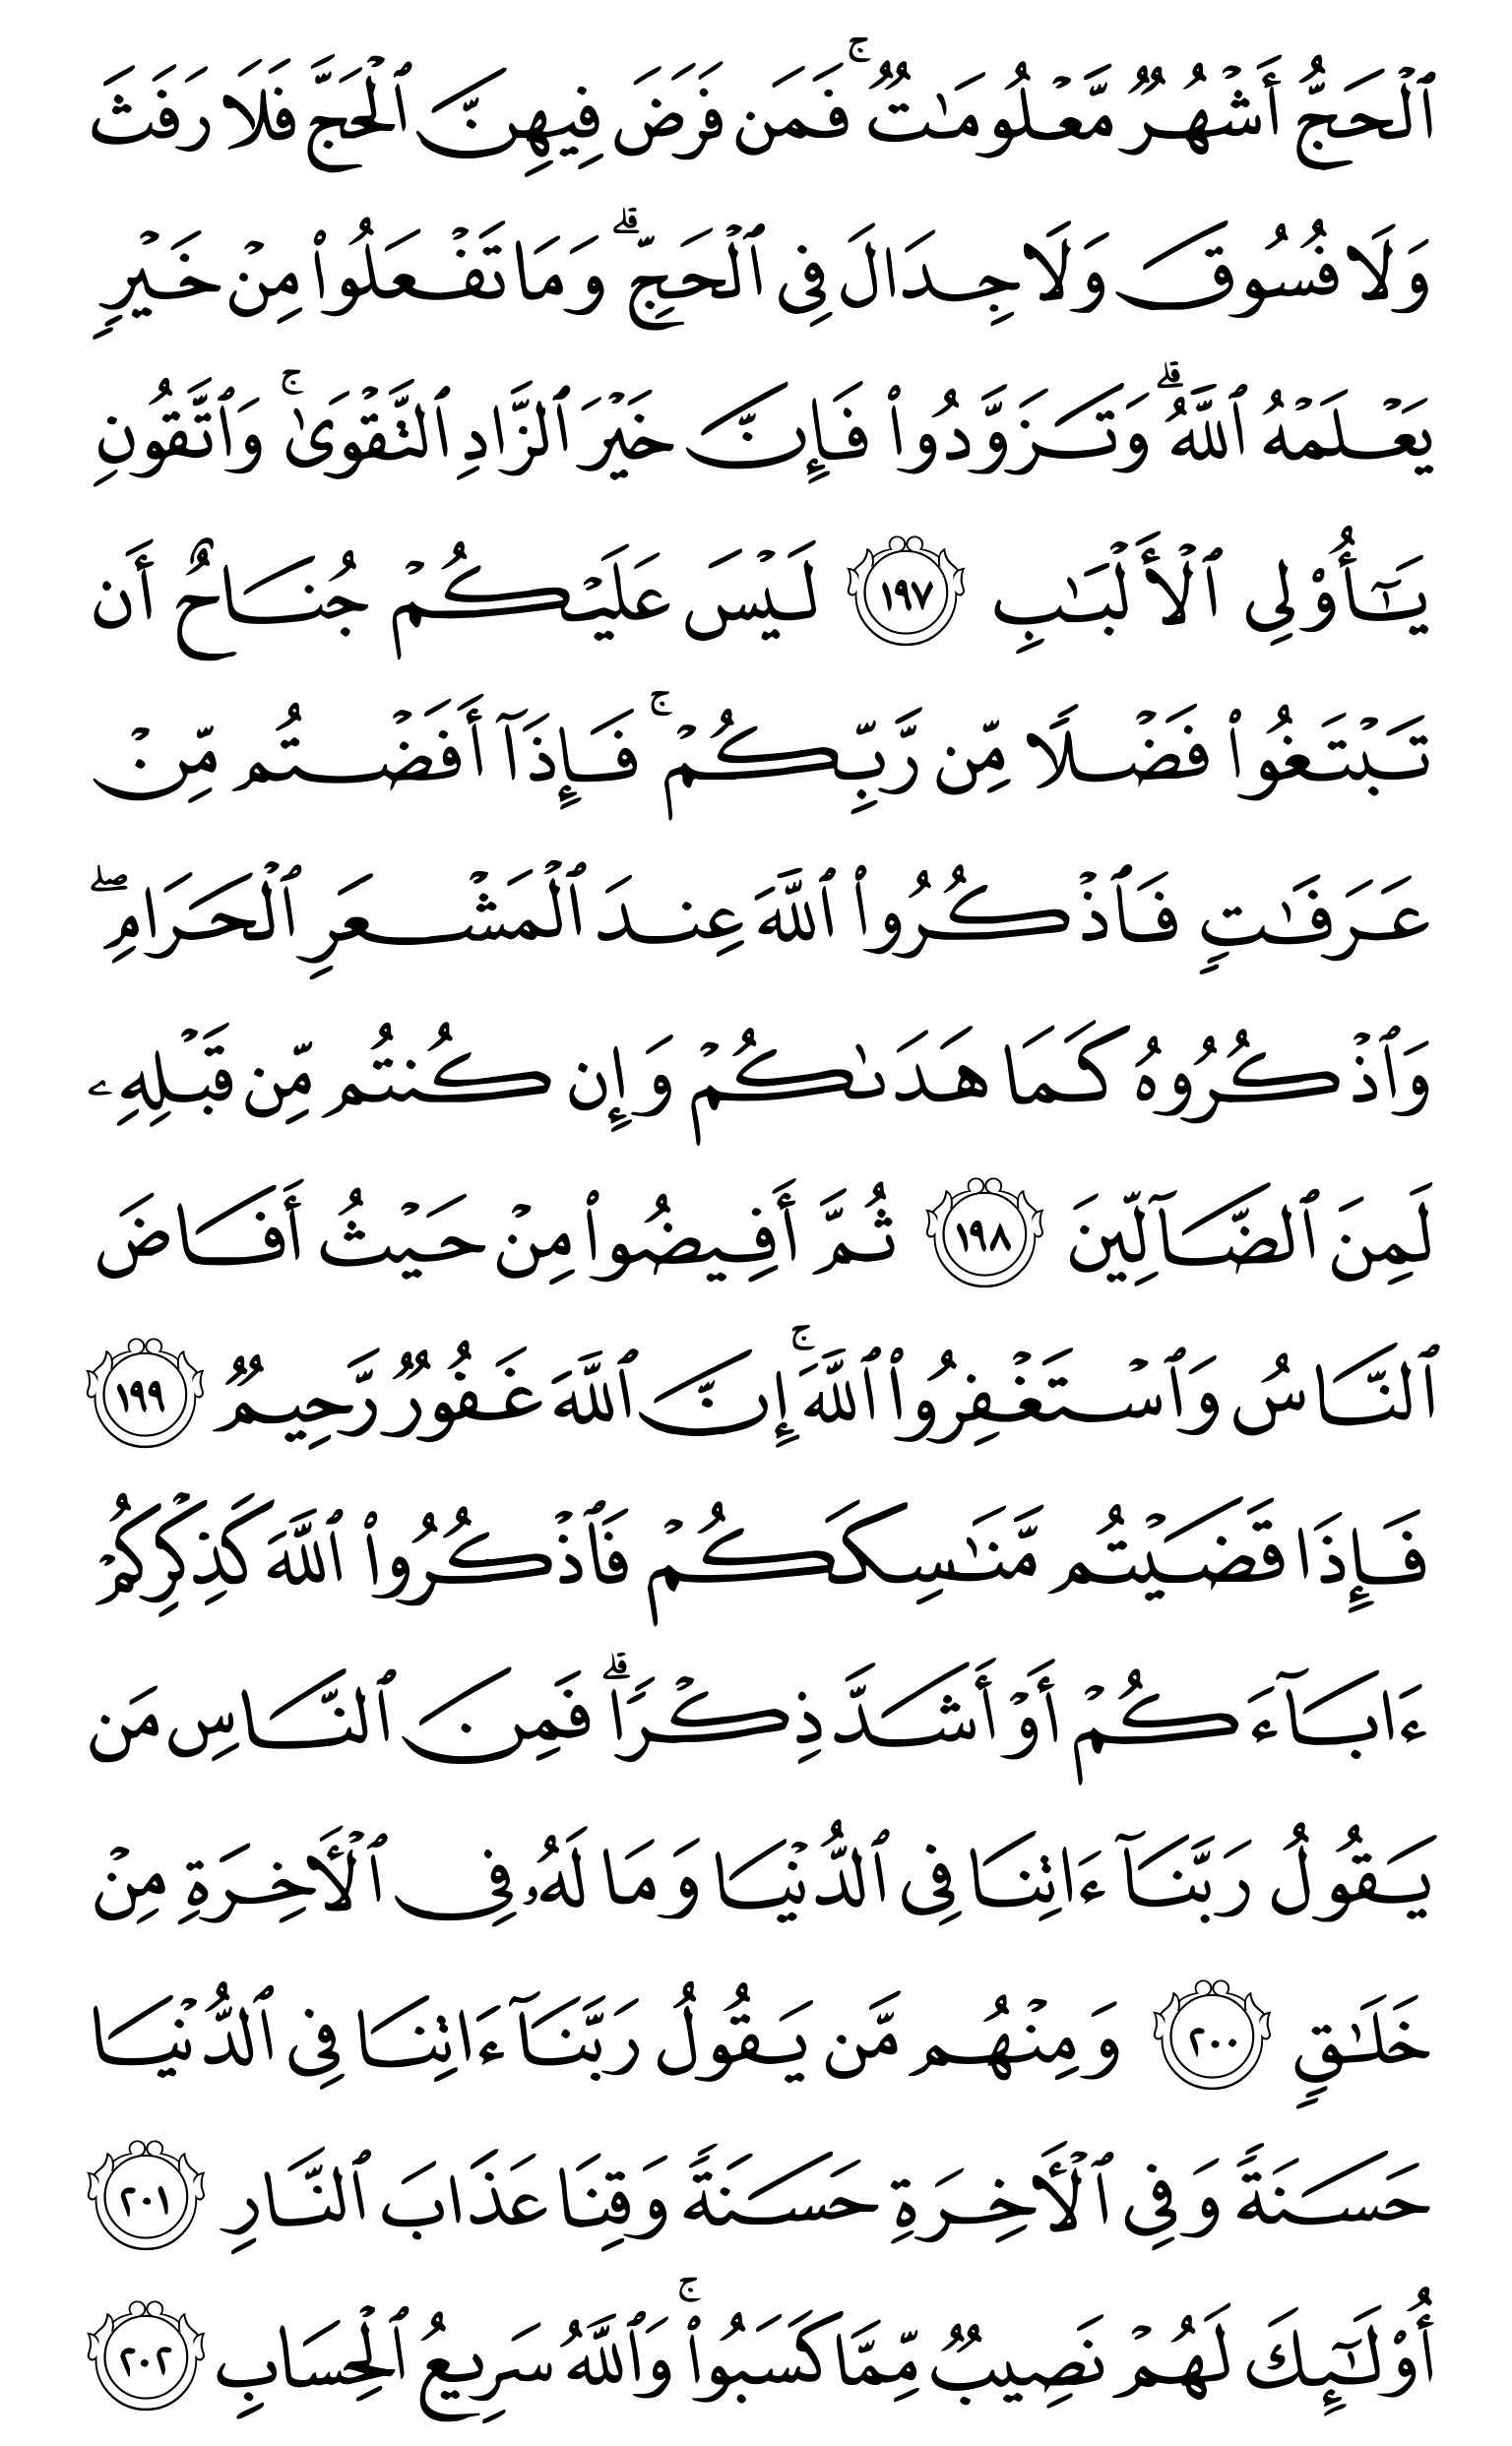 ٱلۡحَجُّ أَشۡهُرٞ مَّعۡلُومَٰتٞۚ فَمَن فَرَضَ فِيهِنَّ ٱلۡحَجَّ فَلَا رَفَثَ
وَلَا فُسُوقَ وَلَا جِدَالَ فِي ٱلۡحَجِّۗ وَمَا تَفۡعَلُواْ مِنۡ خَيۡرٖ
يَعۡلَمۡهُ ٱللَّهُۗ وَتَزَوَّدُواْ فَإِنَّ خَيۡرَ ٱلزَّادِ ٱلتَّقۡوَىٰۚ وَٱتَّقُونِ
يَٰٓأُوْلِي ٱلۡأَلۡبَٰبِ ١٩٧ لَيۡسَ عَلَيۡكُمۡ جُنَاحٌ أَن
تَبۡتَغُواْ فَضۡلٗا مِّن رَّبِّكُمۡۚ فَإِذَآ أَفَضۡتُم مِّنۡ
عَرَفَٰتٖ فَٱذۡكُرُواْ ٱللَّهَ عِندَ ٱلۡمَشۡعَرِ ٱلۡحَرَامِۖ
وَٱذۡكُرُوهُ كَمَا هَدَىٰكُمۡ وَإِن كُنتُم مِّن قَبۡلِهِۦ
لَمِنَ ٱلضَّآلِّينَ ١٩٨ ثُمَّ أَفِيضُواْ مِنۡ حَيۡثُ أَفَاضَ
ٱلنَّاسُ وَٱسۡتَغۡفِرُواْ ٱللَّهَۚ إِنَّ ٱللَّهَ غَفُورٞ رَّحِيمٞ ١٩٩
فَإِذَا قَضَيۡتُم مَّنَٰسِكَكُمۡ فَٱذۡكُرُواْ ٱللَّهَ كَذِكۡرِكُمۡ
ءَابَآءَكُمۡ أَوۡ أَشَدَّ ذِكۡرٗاۗ فَمِنَ ٱلنَّاسِ مَن
يَقُولُ رَبَّنَآ ءَاتِنَا فِي ٱلدُّنۡيَا وَمَا لَهُۥ فِي ٱلۡأٓخِرَةِ مِنۡ
خَلَٰقٖ ٢٠٠ وَمِنۡهُم مَّن يَقُولُ رَبَّنَآ ءَاتِنَا فِي ٱلدُّنۡيَا
حَسَنَةٗ وَفِي ٱلۡأٓخِرَةِ حَسَنَةٗ وَقِنَا عَذَابَ ٱلنَّارِ ٢٠١
أُوْلَٰٓئِكَ لَهُمۡ نَصِيبٞ مِّمَّا كَسَبُواْۚ وَٱللَّهُ سَرِيعُ ٱلۡحِسَابِ ٢٠٢